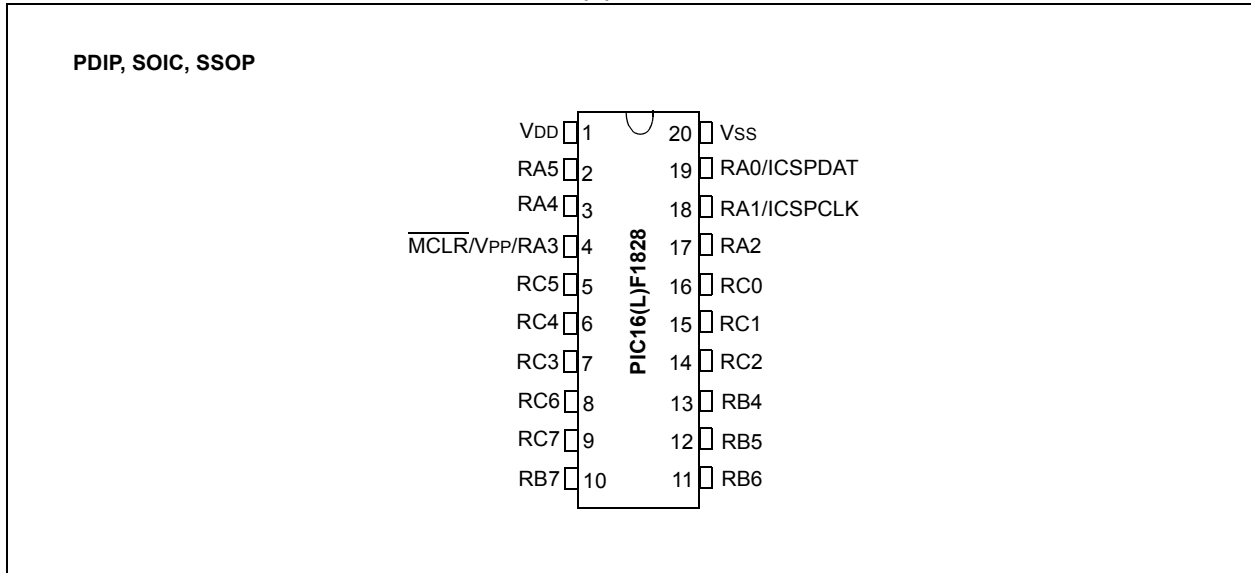 PDIP, SOIC, SSOP
VDD 1 20 VSS
RA5 2 19 RA0/ICSPDAT
RA4 3 18 RA1/ICSPCLK
MCLR/VPP/RA3 4 17 RA2
RC5 5 16 RC0
RC4 6 15 RC1
RC3 7 14 RC2
RC6 8 13 RB4
RC7 9 12 RB5
RB7 10 11 RB6
PIC16(L)F1828